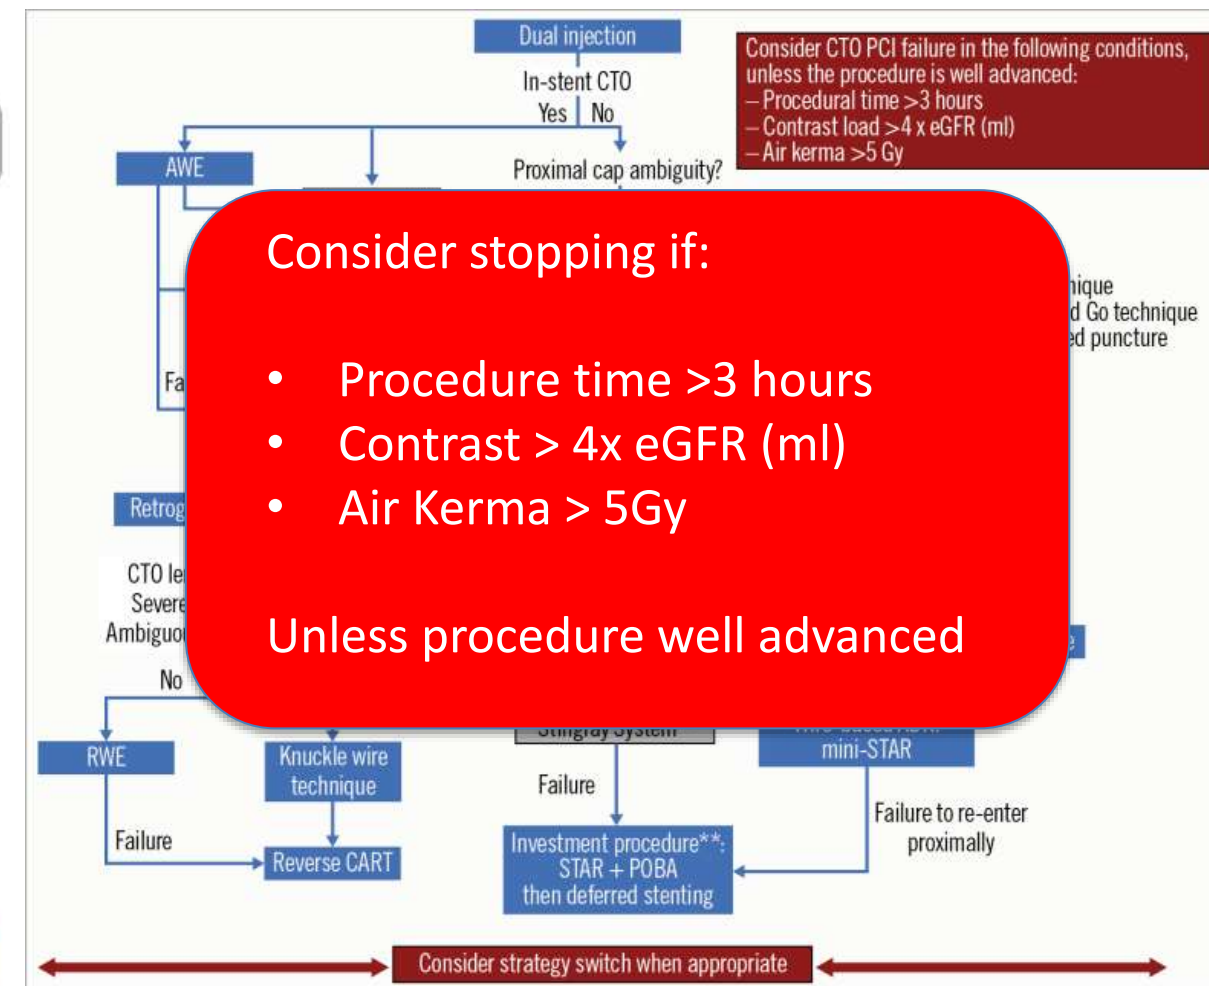 Dual injection
Consider CTO PCI failure in the following conditions,
unless the procedure is well advanced:
– Procedural time >3 hours
– Contrast load >4 x eGFR (ml)
– Air kerma >5 Gy
In-stent CTO
Yes No
AWE
Proximal cap ambiguity?
Consider stopping if:
• Procedure time >3 hours
• Contrast > 4x eGFR (ml)
• Air Kerma > 5Gy
Unless procedure well advanced
Go technique
puncture
CTO
No
Stingray System
mini-STAR
RWE
Knuckle wire
technique
Failure
Failure to re-enter
proximally
Failure
Reverse CART
Investment procedure**:
STAR + POBA
then deferred stenting
Consider strategy switch when appropriate